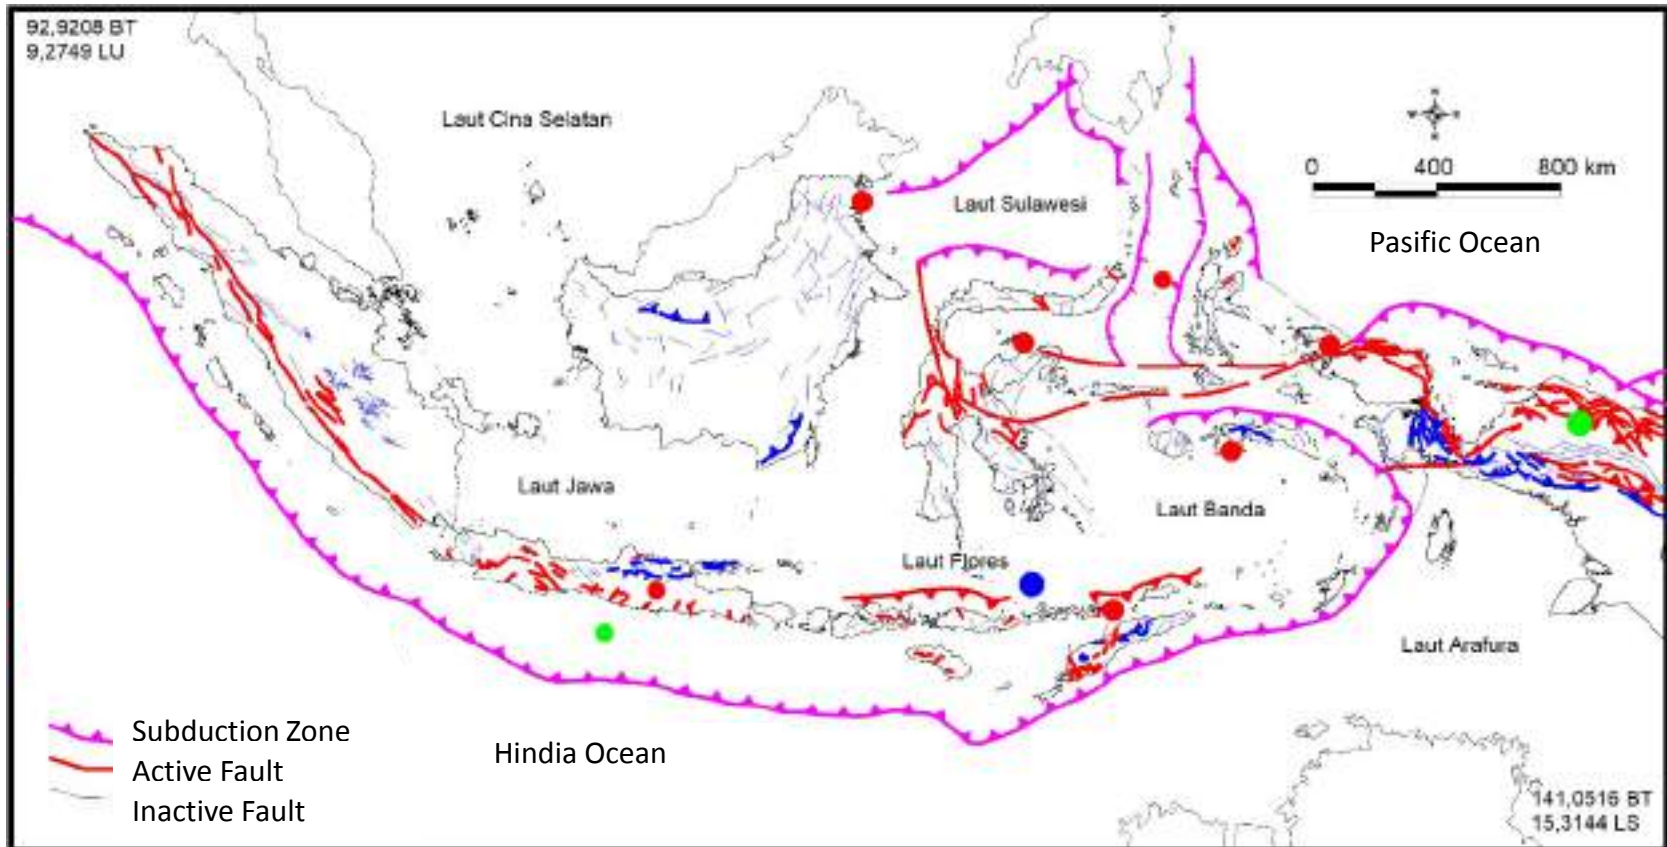 92,9208 BT
9,2749 LU
Laut Cina Selatan
0 400 800 km
Laut Sulawesi
Pasific Ocean
Laut Jawa
Laut Banda
Laut Flores
Laut Arafura
Subduction Zone
Active Fault
Inactive Fault
Hindia Ocean
141,0516 BT
15,3144 LS